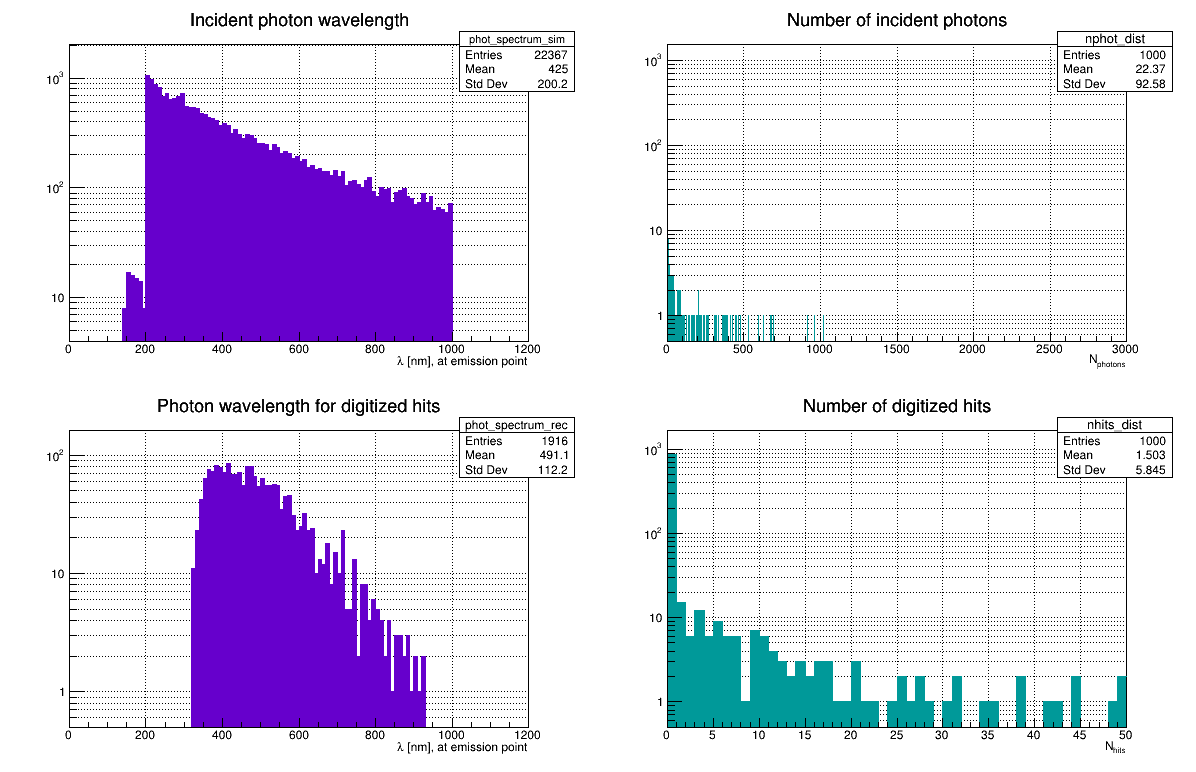 Incident photon wavelength
phot_spectrum_sim
Entries 22367
Mean 425
Std Dev 200.2
10³
10²
10
0 200 400 600 800 1000 1200
λ [nm], at emission point
Number of incident photons
nphot_dist
Entries 1000
Mean 22.37
Std Dev 92.58
10³
10²
10
1
0 500 1000 1500 2000 2500 3000
N_photons
Photon wavelength for digitized hits
phot_spectrum_rec
Entries 1916
Mean 491.1
Std Dev 112.2
10²
10
1
0 200 400 600 800 1000 1200
λ [nm], at emission point
Number of digitized hits
nhits_dist
Entries 1000
Mean 1.503
Std Dev 5.845
10³
10²
10
1
0 5 10 15 20 25 30 35 40 45 50
N_hits